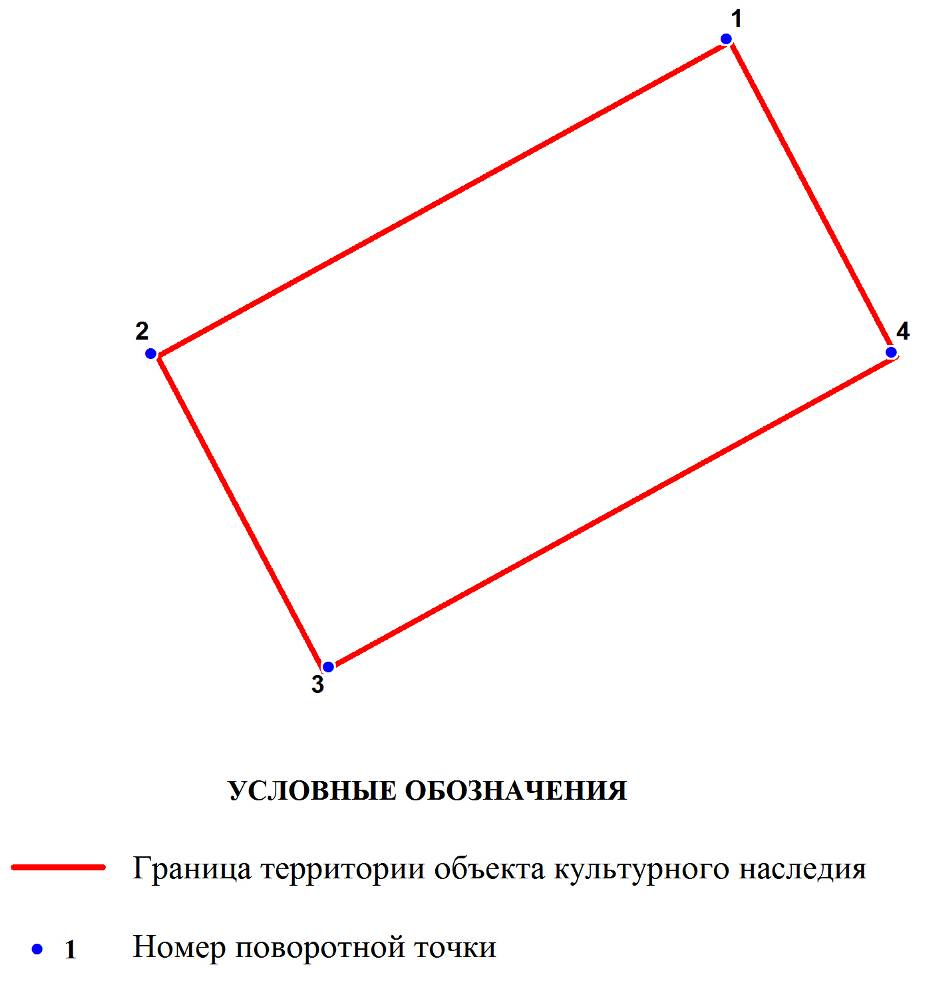 1
2
4
3
УСЛОВНЫЕ ОБОЗНАЧЕНИЯ
Граница территории объекта культурного наследия
1 Номер поворотной точки